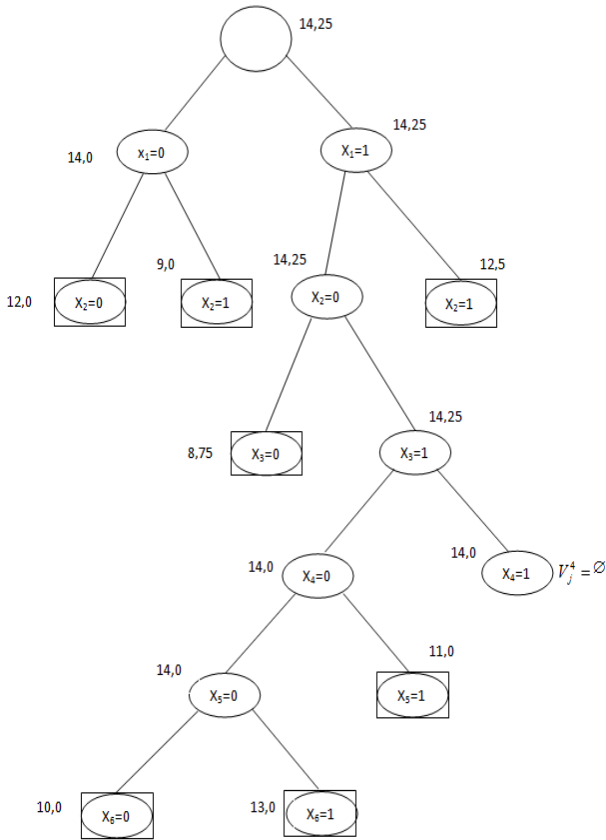 14,25
14,0
x₁=0
14,25
X₁=1
12,0
X₂=0
9,0
X₂=1
14,25
X₂=0
12,5
X₂=1
8,75
X₃=0
14,25
X₃=1
14,0
X₄=0
14,0
X₄=1
V_j^4 = ∅
14,0
X₅=0
11,0
X₅=1
10,0
X₆=0
13,0
X₆=1